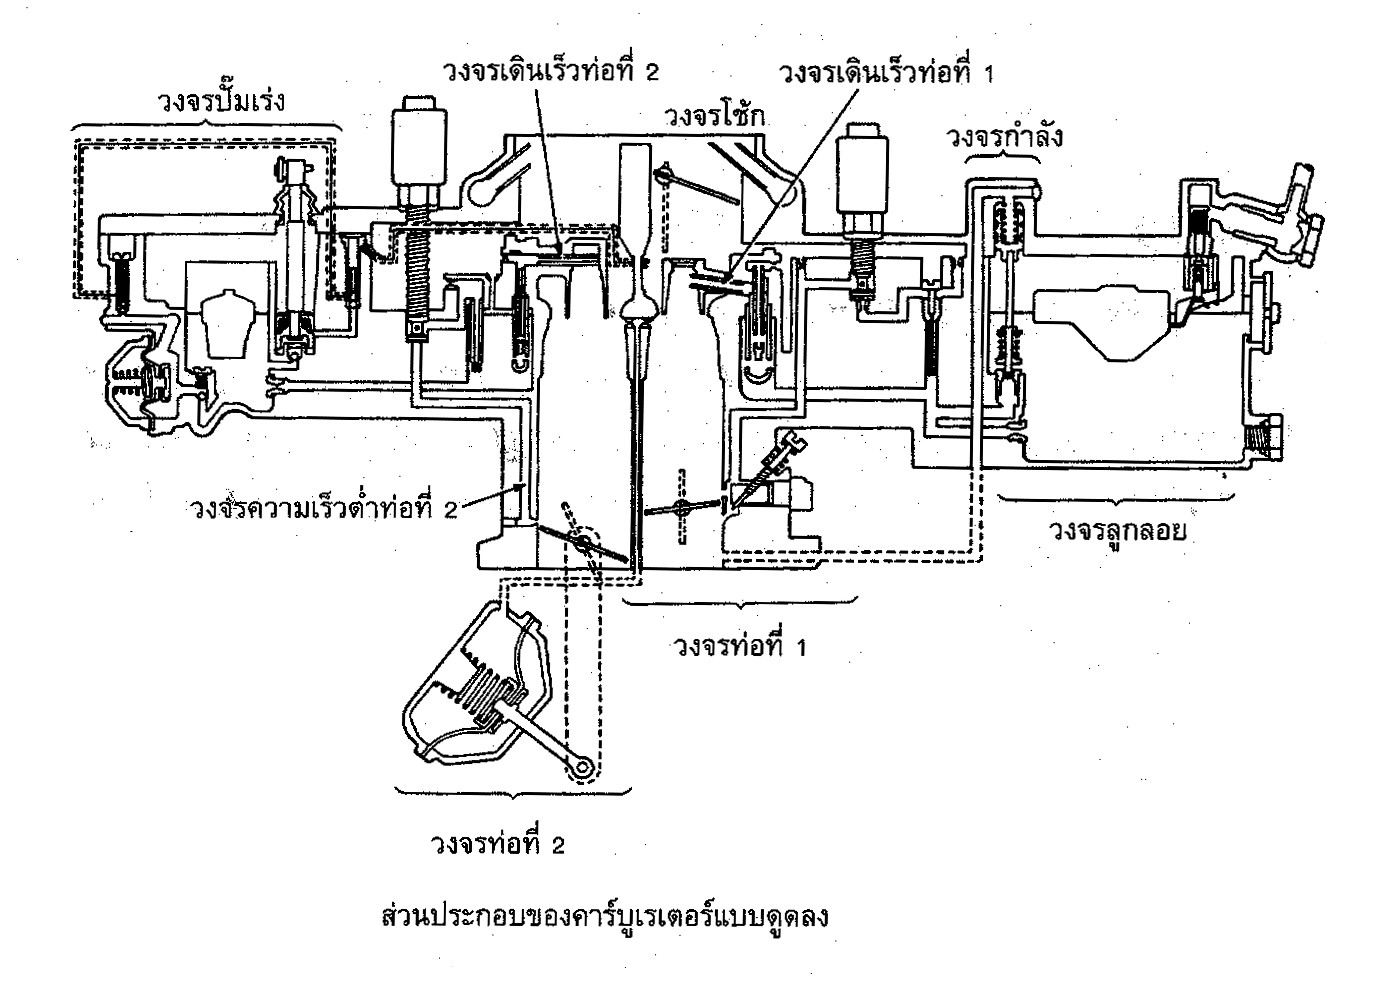 วงจรเดินเร็วท่อที่ 2
วงจรเดินเร็วท่อที่ 1
วงจรปั๊มเร่ง
วงจรโช้ก
วงจรกำลัง
วงจรความเร็วต่ำท่อที่ 2
วงจรลูกลอย
วงจรท่อที่ 1
วงจรท่อที่ 2
ส่วนประกอบของคาร์บูเรเตอร์แบบดูดลง